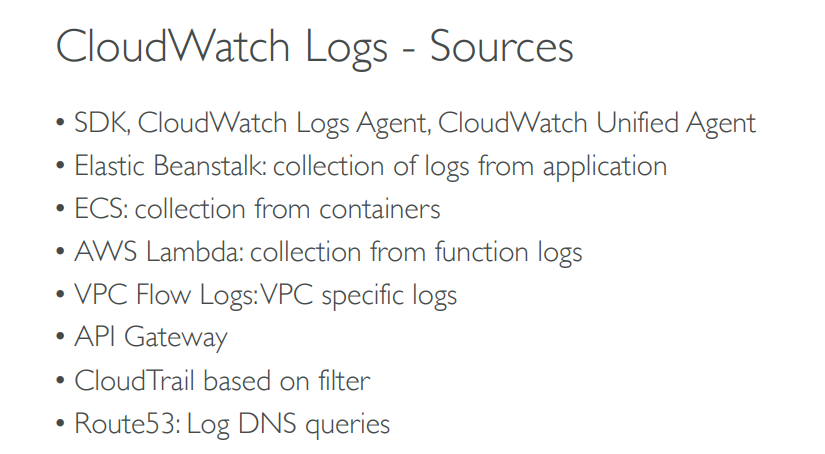 CloudWatch Logs - Sources
• SDK, CloudWatch Logs Agent, CloudWatch Unified Agent
• Elastic Beanstalk: collection of logs from application
• ECS: collection from containers
• AWS Lambda: collection from function logs
• VPC Flow Logs: VPC specific logs
• API Gateway
• CloudTrail based on filter
• Route53: Log DNS queries